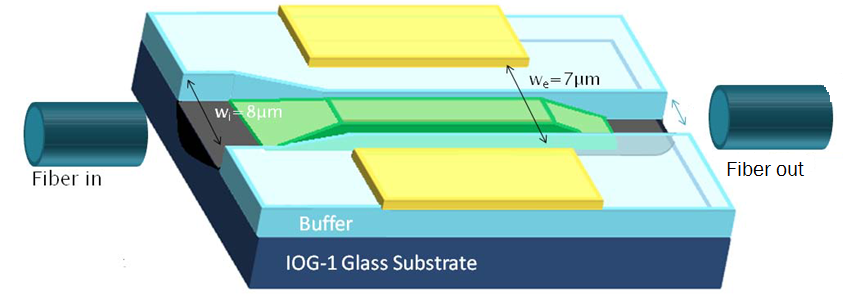 wₑ=7μm
wᵢ=8μm
Fiber in
Fiber out
Buffer
IOG-1 Glass Substrate